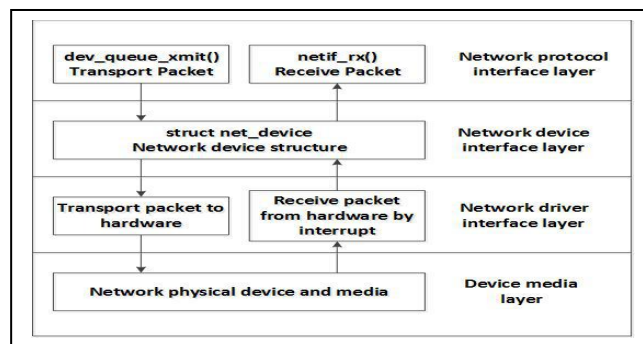 dev_queue_xmit()
Transport Packet
netif_rx()
Receive Packet
Network protocol
interface layer
struct net_device
Network device structure
Network device
interface layer
Transport packet to
hardware
Receive packet
from hardware by
interrupt
Network driver
interface layer
Network physical device and media
Device media
layer